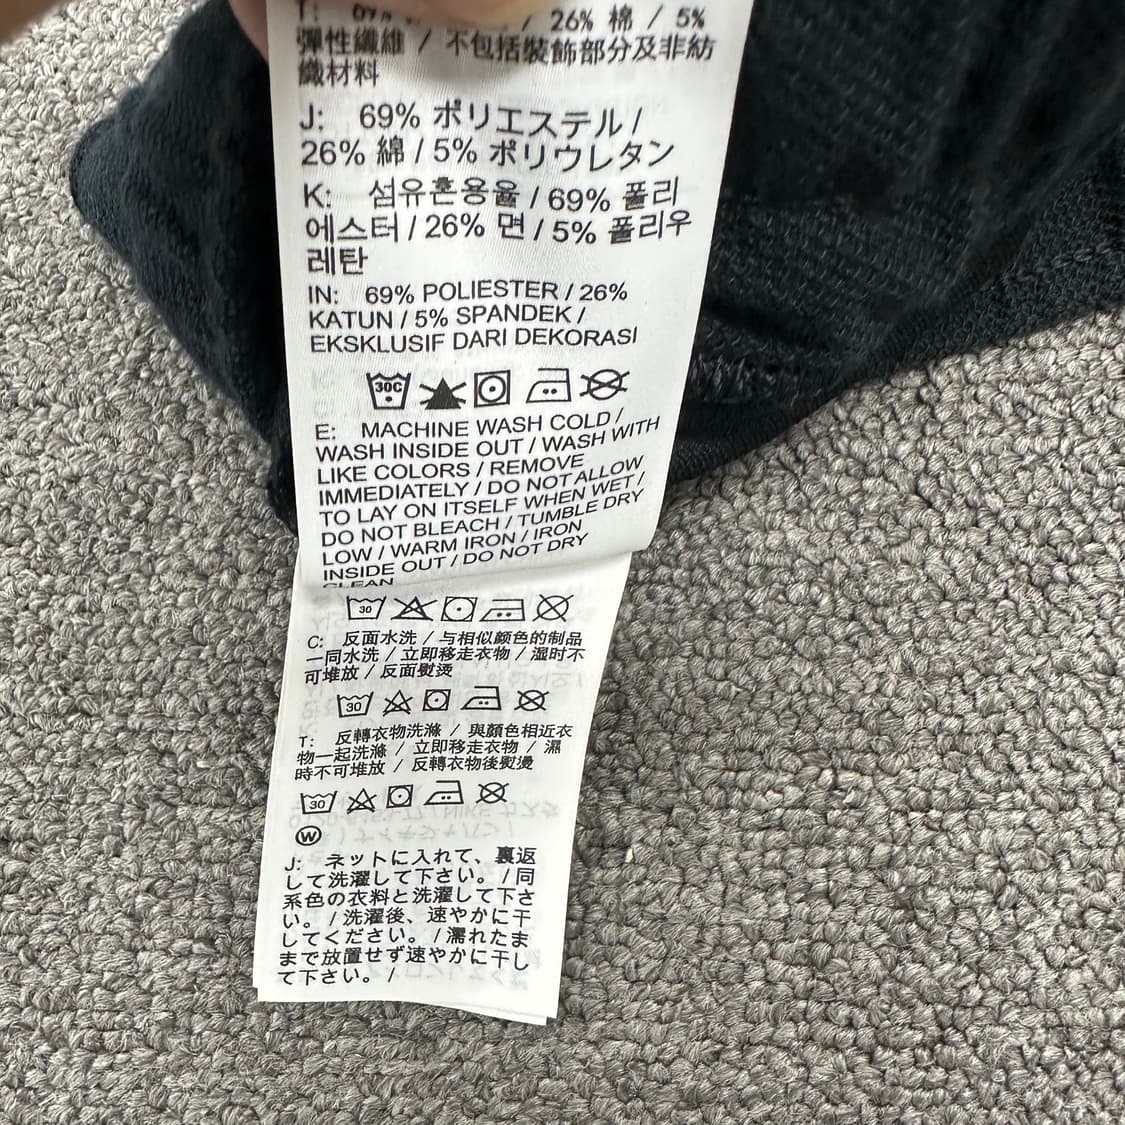 T: 69% / 26% 棉 / 5%
彈性纖維 / 不包括裝飾部分及非紡
織材料
J: 69% ポリエステル /
26% 綿 / 5% ポリウレタン
K: 섬유혼용율 / 69% 폴리
에스터 / 26% 면 / 5% 폴리우
레탄
IN: 69% POLIESTER / 26%
KATUN / 5% SPANDEK /
EKSKLUSIF DARI DEKORASI
30C
E: MACHINE WASH COLD /
WASH INSIDE OUT / WASH WITH
LIKE COLORS / REMOVE
IMMEDIATELY / DO NOT ALLOW
TO LAY ON ITSELF WHEN WET /
DO NOT BLEACH / TUMBLE DRY
LOW / WARM IRON / IRON
INSIDE OUT / DO NOT DRY
CLEAN
30
C: 反面水洗 / 与相似颜色的制品
一同水洗 / 立即移走衣物 / 湿时不
可堆放 / 反面熨烫
30
T: 反轉衣物洗滌 / 與顏色相近衣
物一起洗滌 / 立即移走衣物 / 濕
時不可堆放 / 反轉衣物後熨燙
30
W
J: ネットに入れて、裏返
して洗濯して下さい。/同
系色の衣料と洗濯して下さ
い。/洗濯後、速やかに干
してください。/濡れたま
まで放置せず速やかに干し
て下さい。/